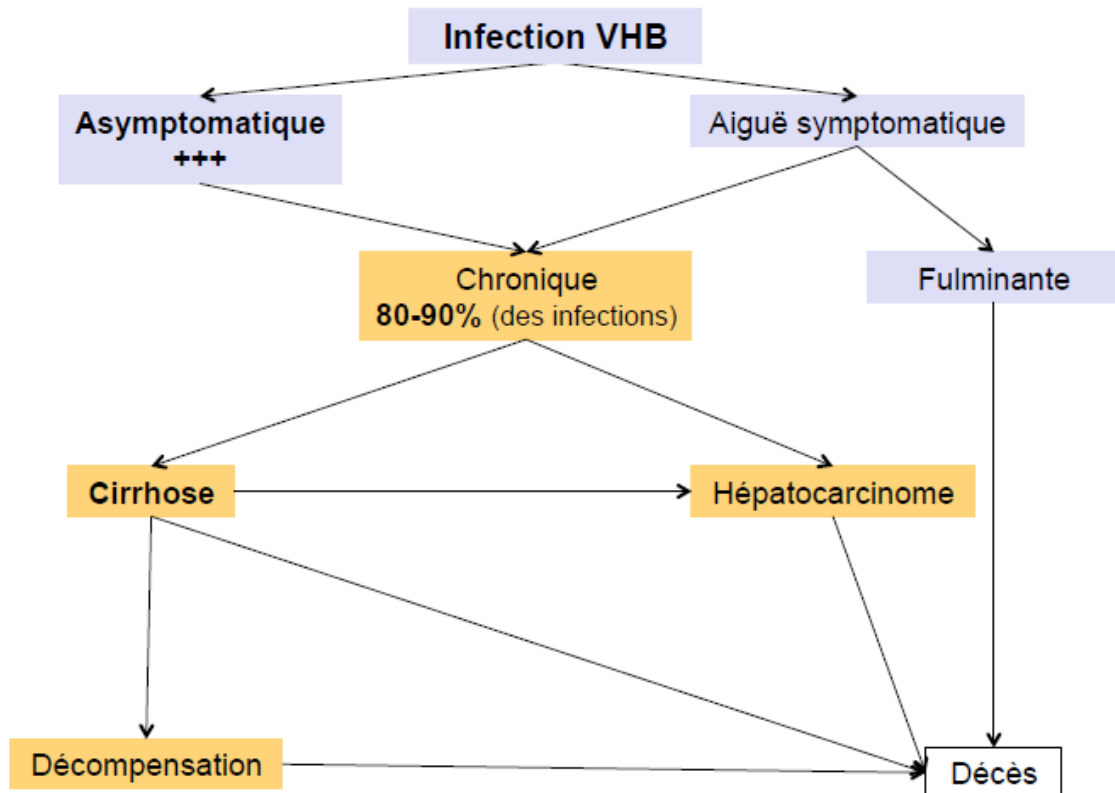 Infection VHB
Asymptomatique
+++
Aiguë symptomatique
Chronique
80-90% (des infections)
Fulminante
Cirrhose
Hépatocarcinome
Décompensation
Décès